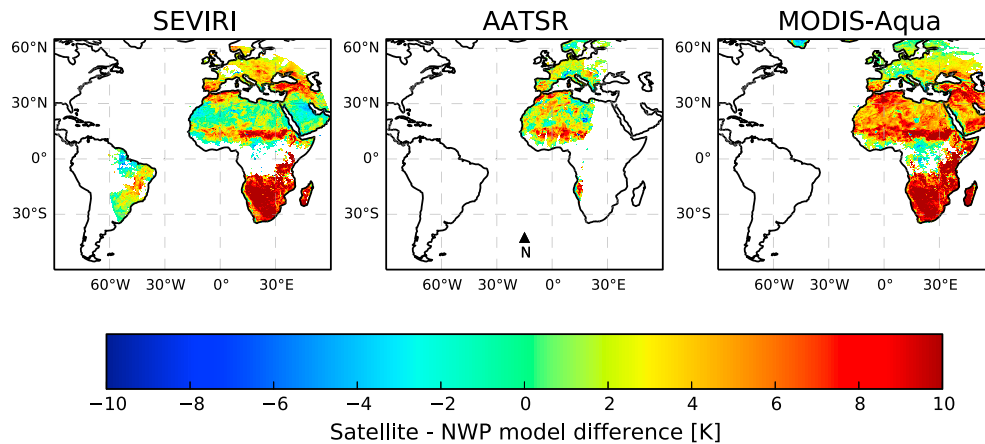 SEVIRI AATSR MODIS-Aqua
60°N 60°N 60°N
30°N 30°N 30°N
0° 0° 0°
30°S 30°S 30°S
N
60°W 30°W 0° 30°E 60°W 30°W 0° 30°E 60°W 30°W 0° 30°E
−10 −8 −6 −4 −2 0 2 4 6 8 10
Satellite - NWP model difference [K]